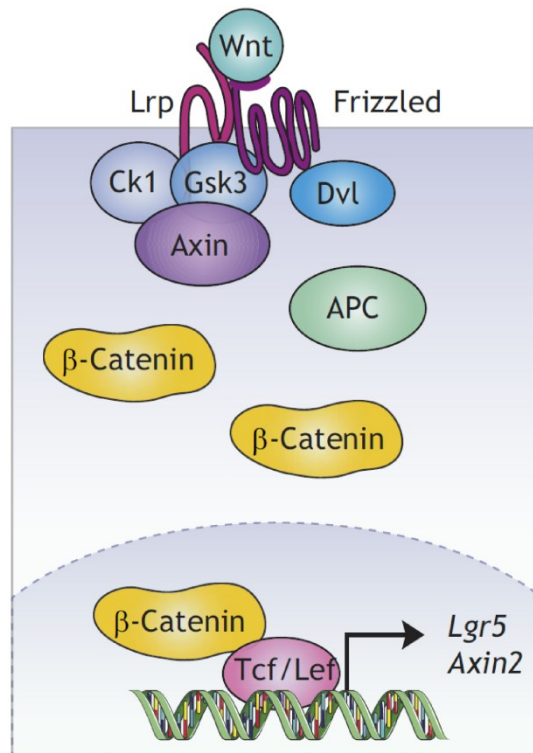 Wnt
Lrp
Frizzled
Ck1
Gsk3
Dvl
Axin
APC
β-Catenin
β-Catenin
β-Catenin
Tcf/Lef
Lgr5
Axin2